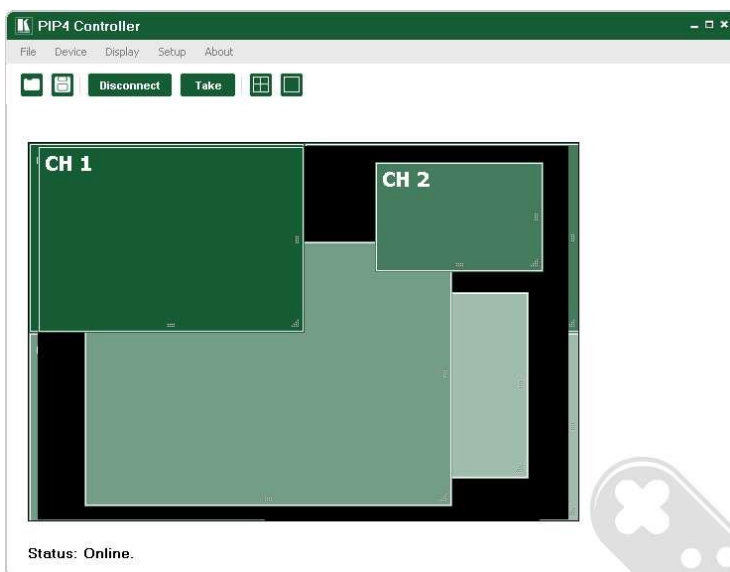 PIP4 Controller
File Device Display Setup About
Disconnect Take
CH 1
CH 2
Status: Online.